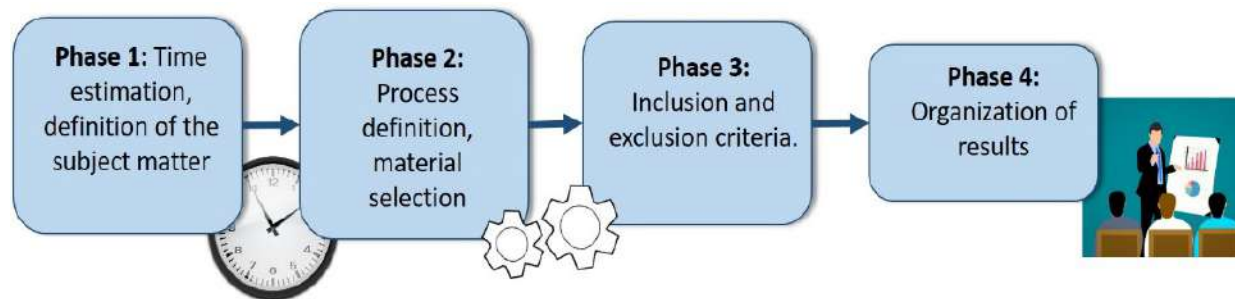 Phase 1: Time
estimation,
definition of the
subject matter
Phase 2:
Process
definition,
material
selection
Phase 3:
Inclusion and
exclusion criteria.
Phase 4:
Organization of
results